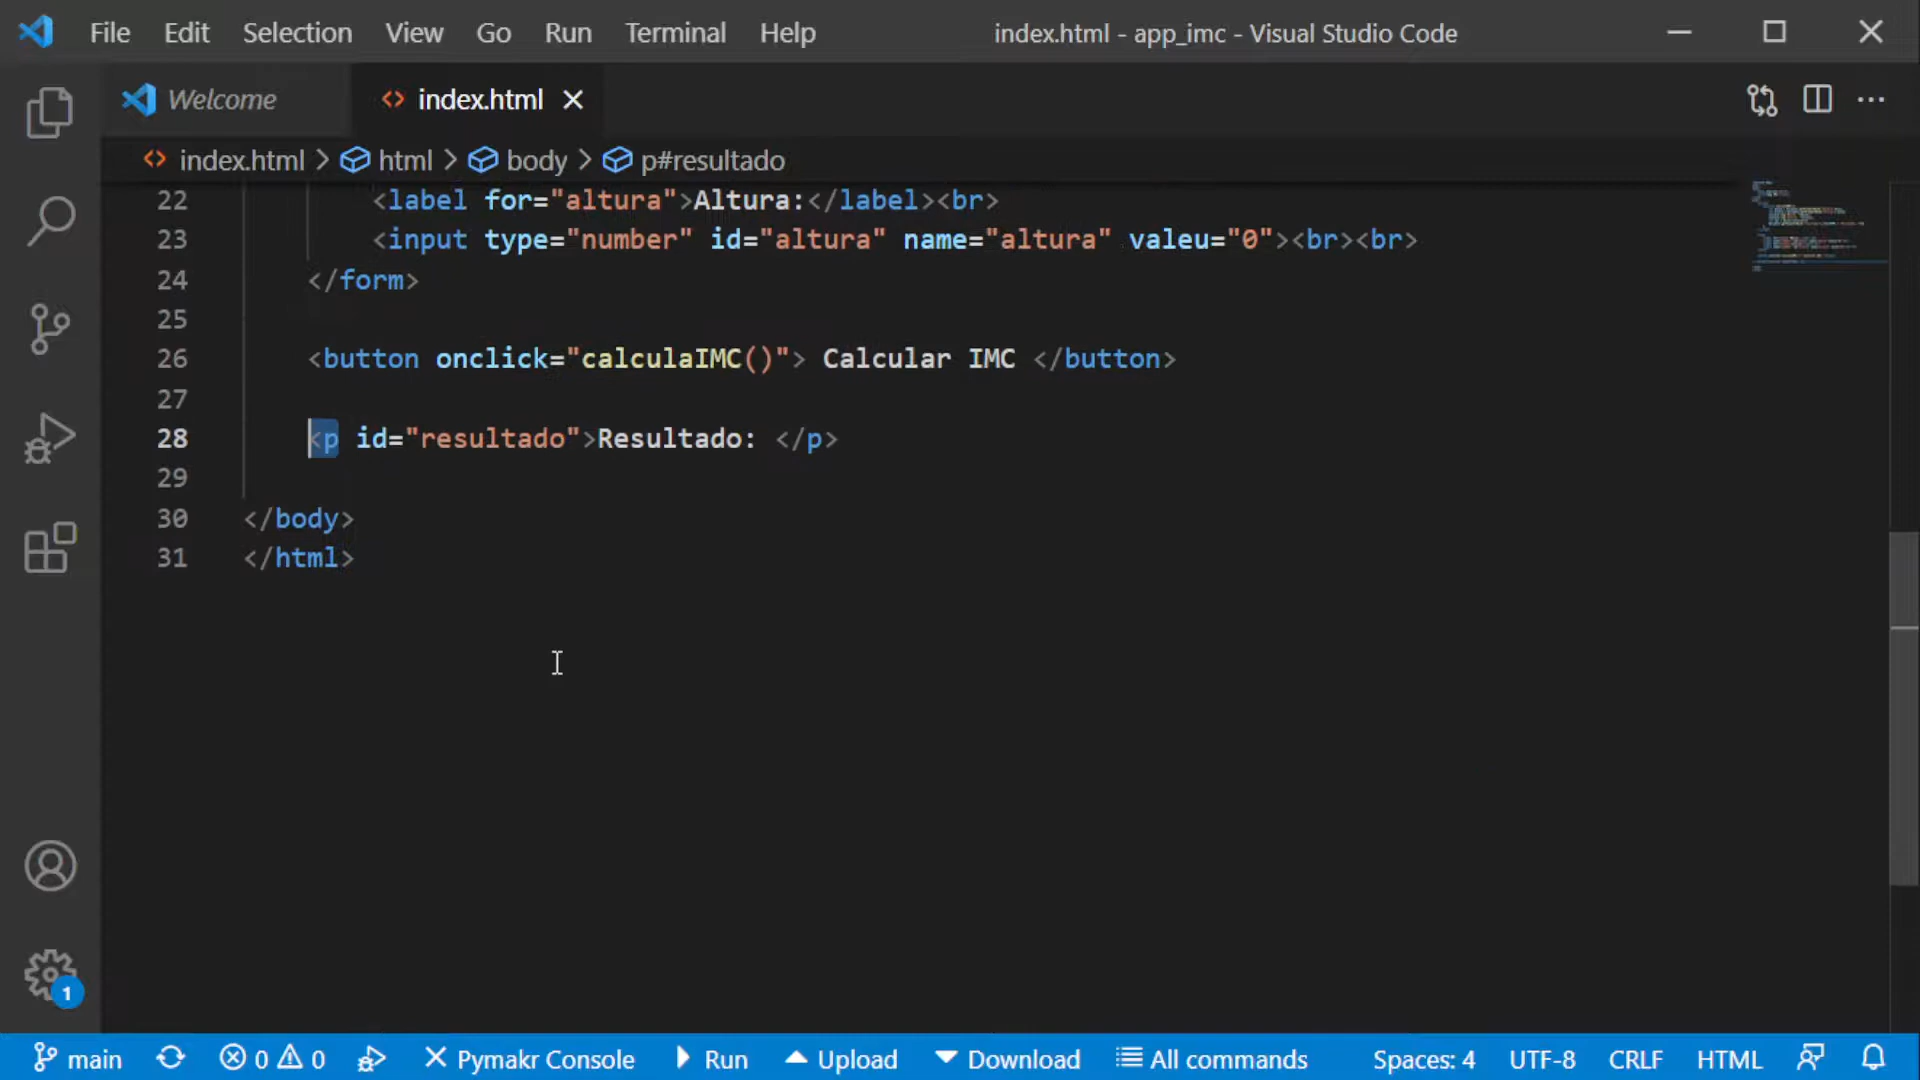 File Edit Selection View Go Run Terminal Help index.html - app_imc - Visual Studio Code
Welcome index.html
index.html > html > body > p#resultado
22 <label for="altura">Altura:</label><br>
23 <input type="number" id="altura" name="altura" valeu="0"><br><br>
24 </form>
25
26 <button onclick="calculaIMC()"> Calcular IMC </button>
27
28 <p id="resultado">Resultado: </p>
29
30 </body>
31 </html>
1
main 0 0 Pymakr Console Run Upload Download All commands Spaces: 4 UTF-8 CRLF HTML